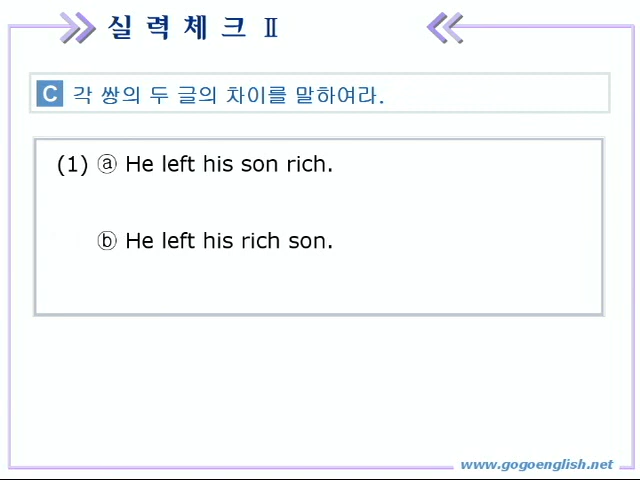 실 력 체 크 Ⅱ
C 각 쌍의 두 글의 차이를 말하여라.
(1) ⓐ He left his son rich.
ⓑ He left his rich son.
www.gogoenglish.net